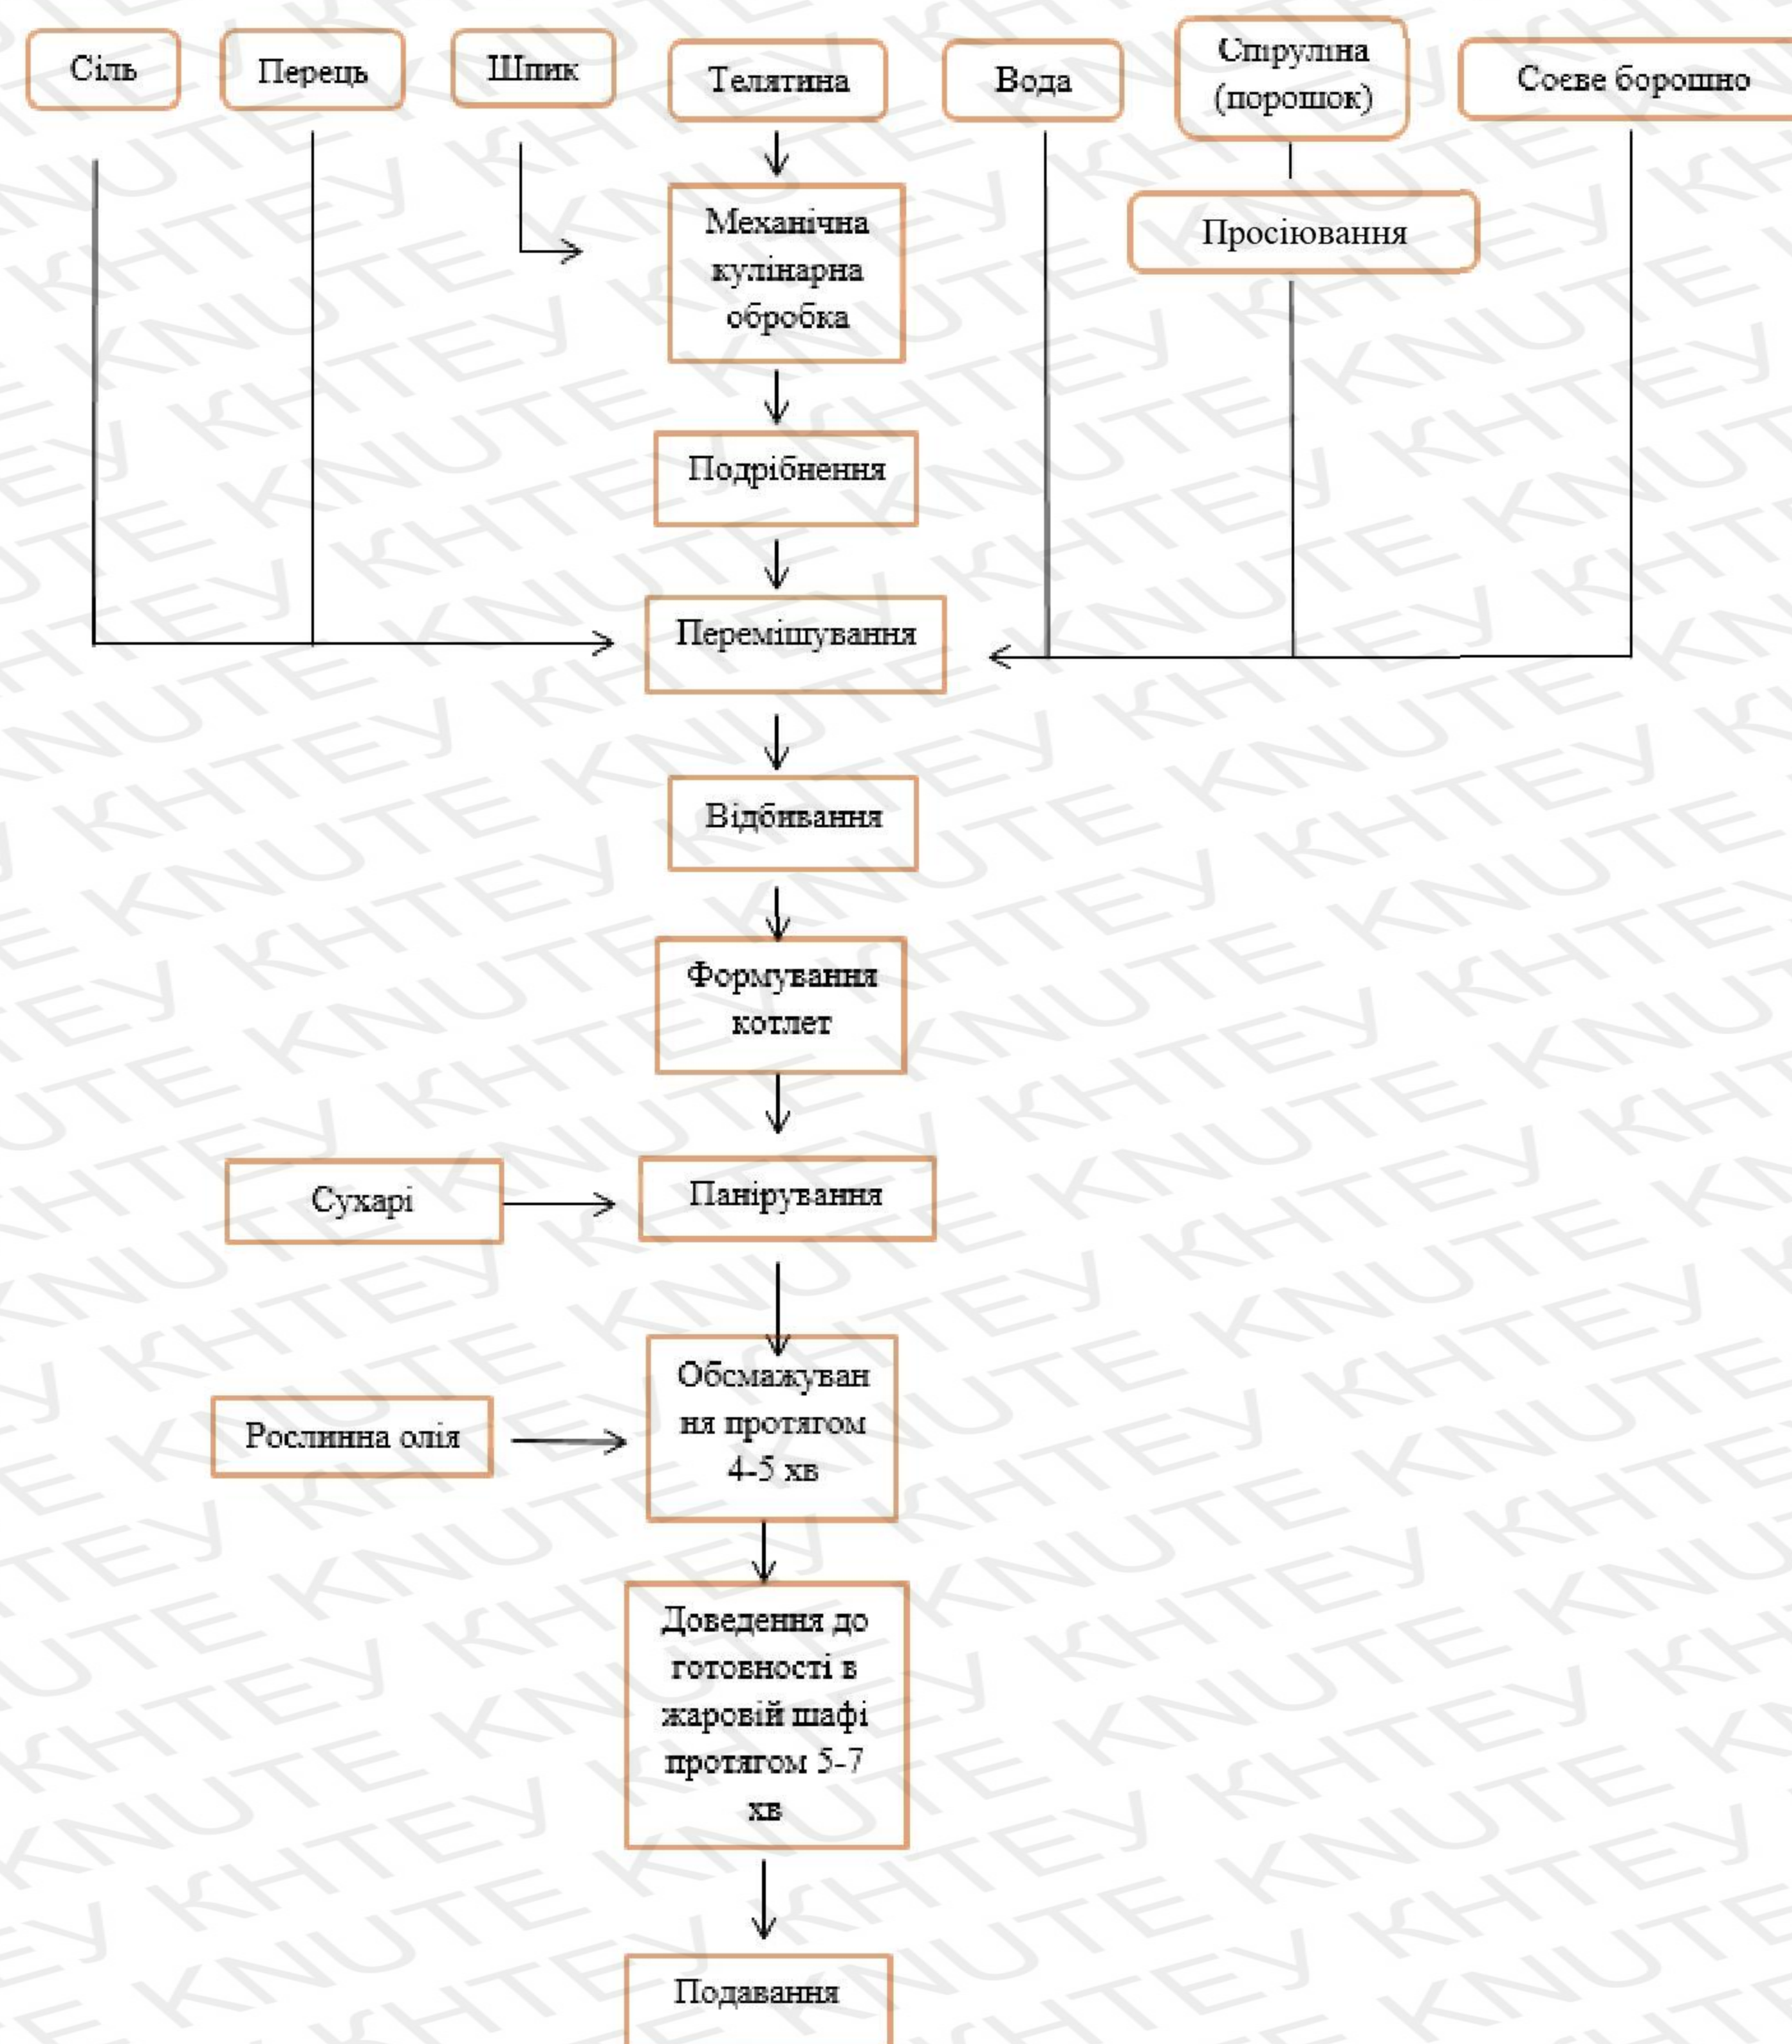 Сіль
Перець
Шпик
Телятина
Вода
Спіруліна
(порошок)
Соєве борошно
Механічна
кулінарна
обробка
Просіювання
Подрібнення
Перемішування
Відбивання
Формування
котлет
Сухарі
Панірування
Рослинна олія
Обсмажуван
ня протягом
4-5 хв
Доведення до
готовності в
жаровій шафі
протягом 5-7
хв
Подавання